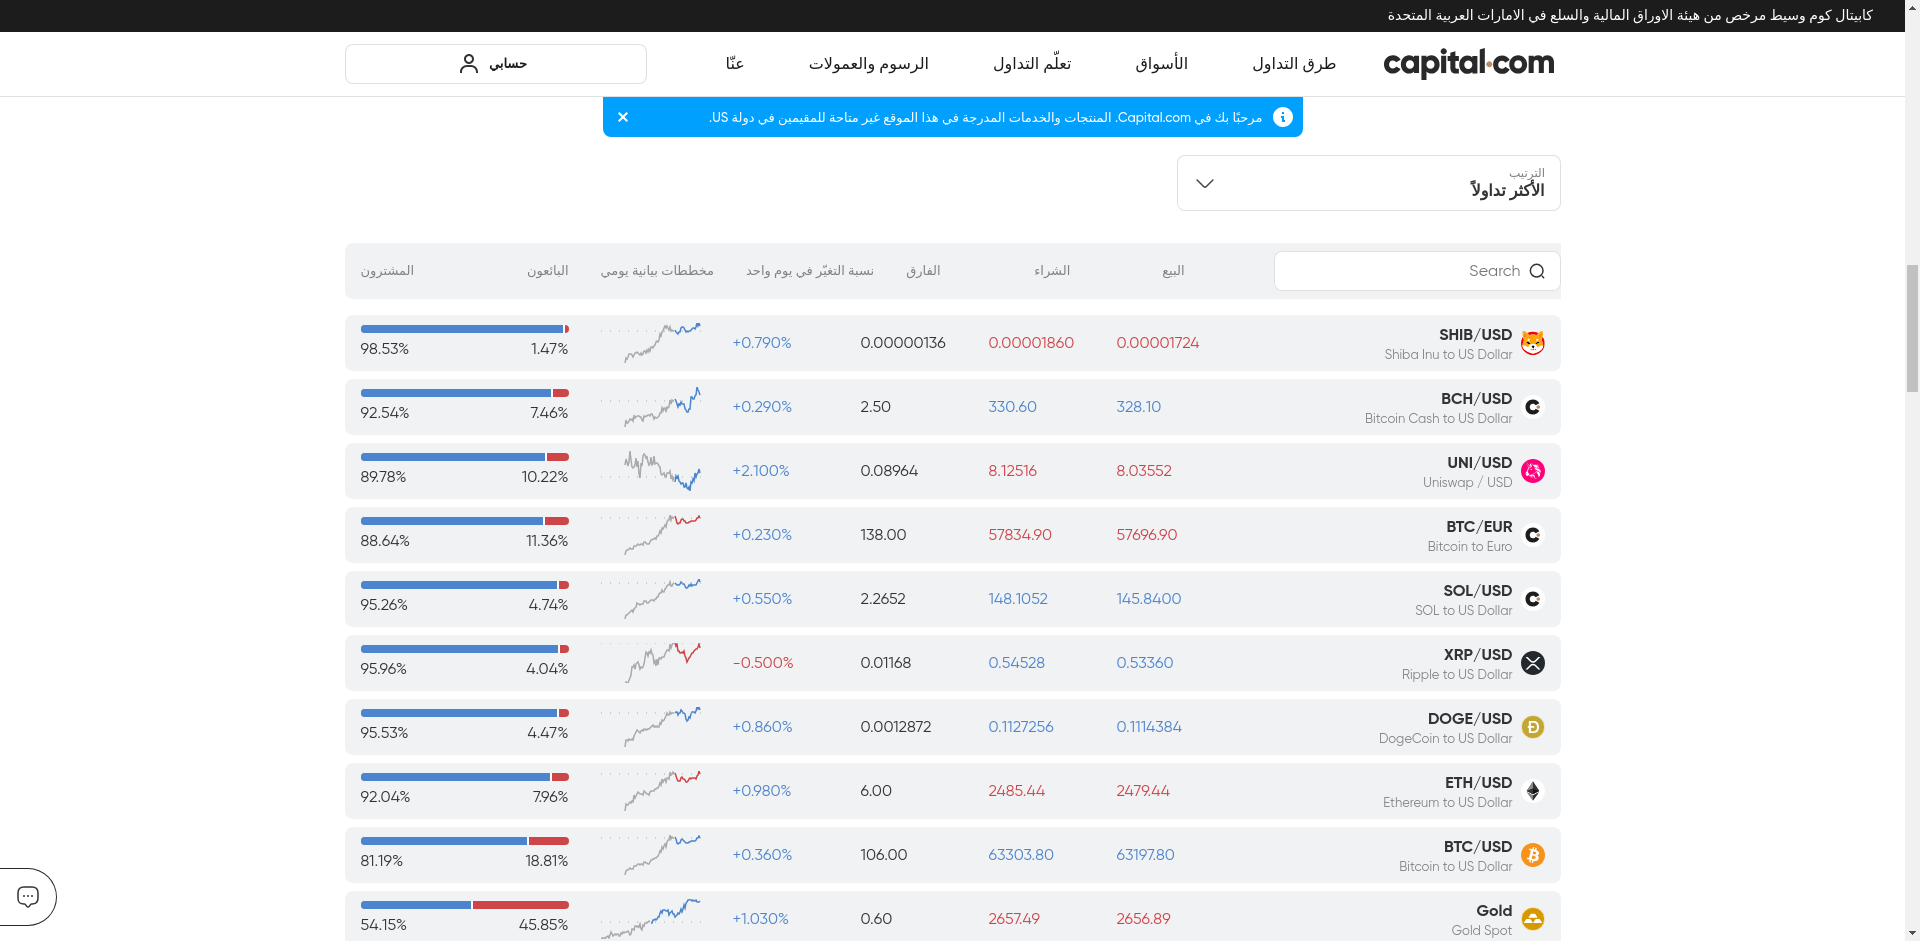 كابيتال كوم وسيط مرخص من هيئة الاوراق المالية والسلع في الامارات العربية المتحدة
capital.com
طرق التداول
الأسواق
تعلّم التداول
الرسوم والعمولات
عنّا
حسابي
مرحبًا بك في Capital.com. المنتجات والخدمات المدرجة في هذا الموقع غير متاحة للمقيمين في دولة US.
الترتيب
الأكثر تداولاً
Search
البيع
الشراء
الفارق
نسبة التغيّر في يوم واحد
مخططات بيانية يومي
البائعون
المشترون
SHIB/USD
Shiba Inu to US Dollar
0.00001724
0.00001860
0.00000136
+0.790%
1.47%
98.53%
BCH/USD
Bitcoin Cash to US Dollar
328.10
330.60
2.50
+0.290%
7.46%
92.54%
UNI/USD
Uniswap / USD
8.03552
8.12516
0.08964
+2.100%
10.22%
89.78%
BTC/EUR
Bitcoin to Euro
57696.90
57834.90
138.00
+0.230%
11.36%
88.64%
SOL/USD
SOL to US Dollar
145.8400
148.1052
2.2652
+0.550%
4.74%
95.26%
XRP/USD
Ripple to US Dollar
0.53360
0.54528
0.01168
-0.500%
4.04%
95.96%
DOGE/USD
DogeCoin to US Dollar
0.1114384
0.1127256
0.0012872
+0.860%
4.47%
95.53%
ETH/USD
Ethereum to US Dollar
2479.44
2485.44
6.00
+0.980%
7.96%
92.04%
BTC/USD
Bitcoin to US Dollar
63197.80
63303.80
106.00
+0.360%
18.81%
81.19%
Gold
Gold Spot
2656.89
2657.49
0.60
+1.030%
45.85%
54.15%